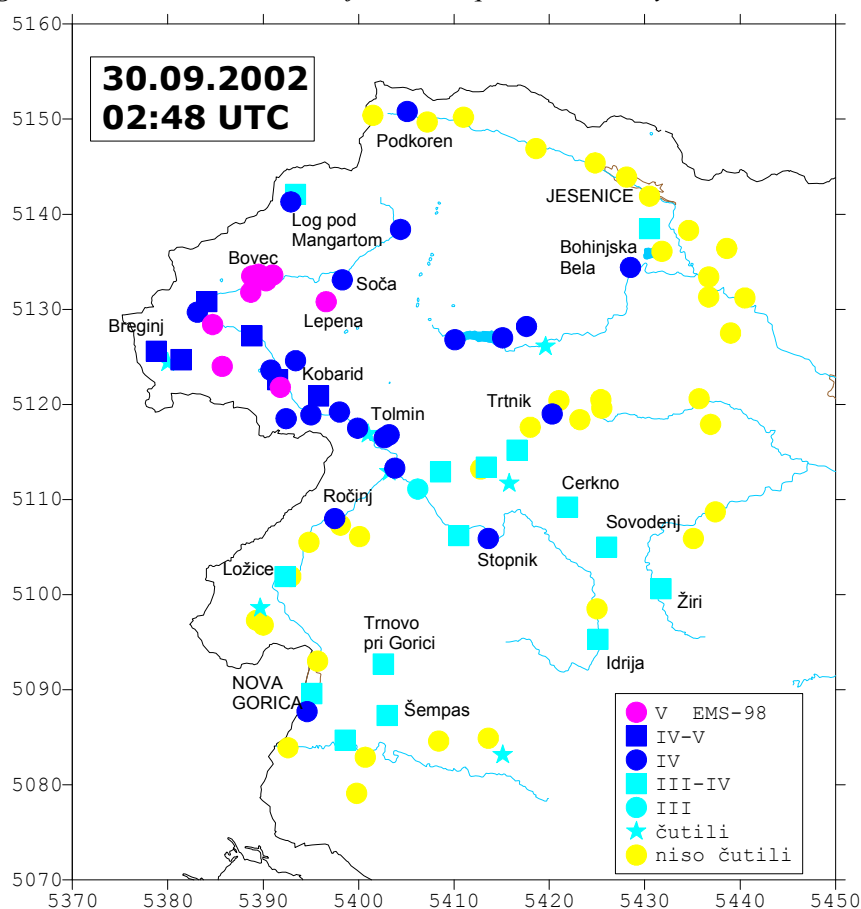 5160
5150
5140
5130
5120
5110
5100
5090
5080
5070
5370 5380 5390 5400 5410 5420 5430 5440 5450
30.09.2002
02:48 UTC
Podkoren
JESENICE
Log pod
Mangartom
Bohinjska
Bela
Bovec
Soča
Lepena
Breginj
Kobarid
Trtnik
Tolmin
Cerkno
Ročinj
Sovodenj
Stopnik
Ložice
Žiri
Trnovo
pri Gorici
Idrija
NOVA
GORICA
Šempas
V EMS-98
IV-V
IV
III-IV
III
čutili
niso čutili